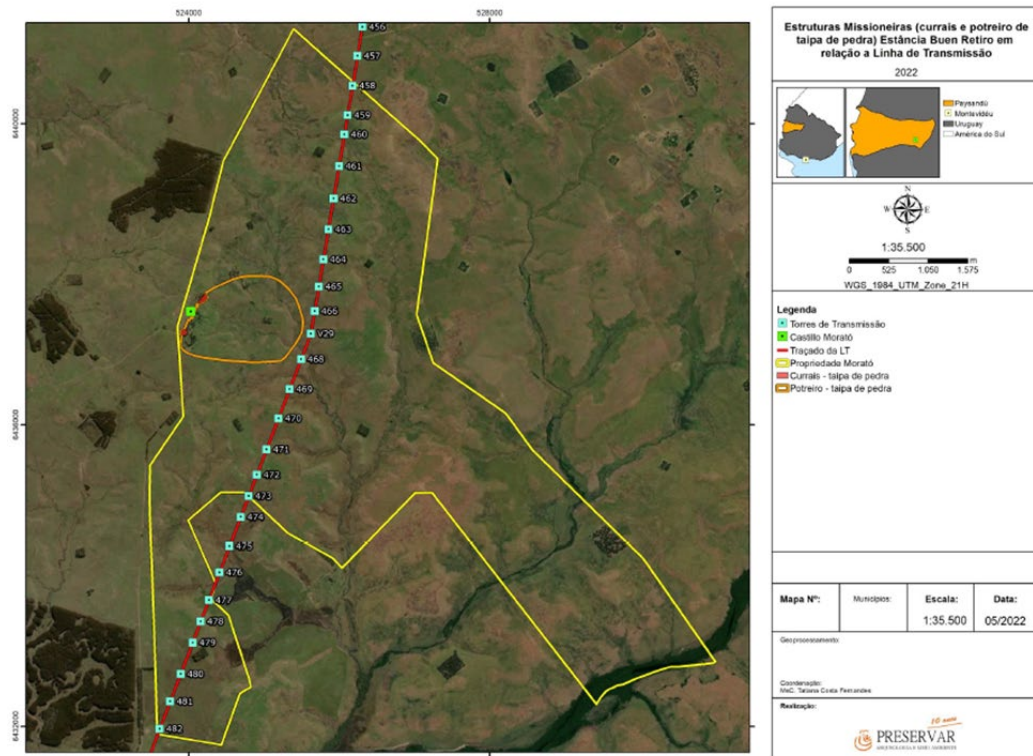 524000
528000
456
457
458
459
460
461
462
463
464
465
466
V29
468
469
470
471
472
473
474
475
476
477
478
479
480
481
482
6440000
6436000
6432000
Estruturas Missioneiras (currais e potreiro de
taipa de pedra) Estância Buen Retiro em
relação a Linha de Transmissão
2022
Paysandú
Montevidéu
Uruguay
América do Sul
N
W
E
S
1:35.500
0 525 1.050 1.575
m
WGS_1984_UTM_Zone_21H
Legenda
Torres de Transmissão
Castillo Morató
Traçado da LT
Propriedade Morató
Currais - taipa de pedra
Potreiro - taipa de pedra
Mapa Nº: Municípios: Escala: Data:
1:35.500 05/2022
Geoprocessamento:
Coordenação:
MsC. Tatiana Costa Fernandes
Realização:
10 anos
PRESERVAR